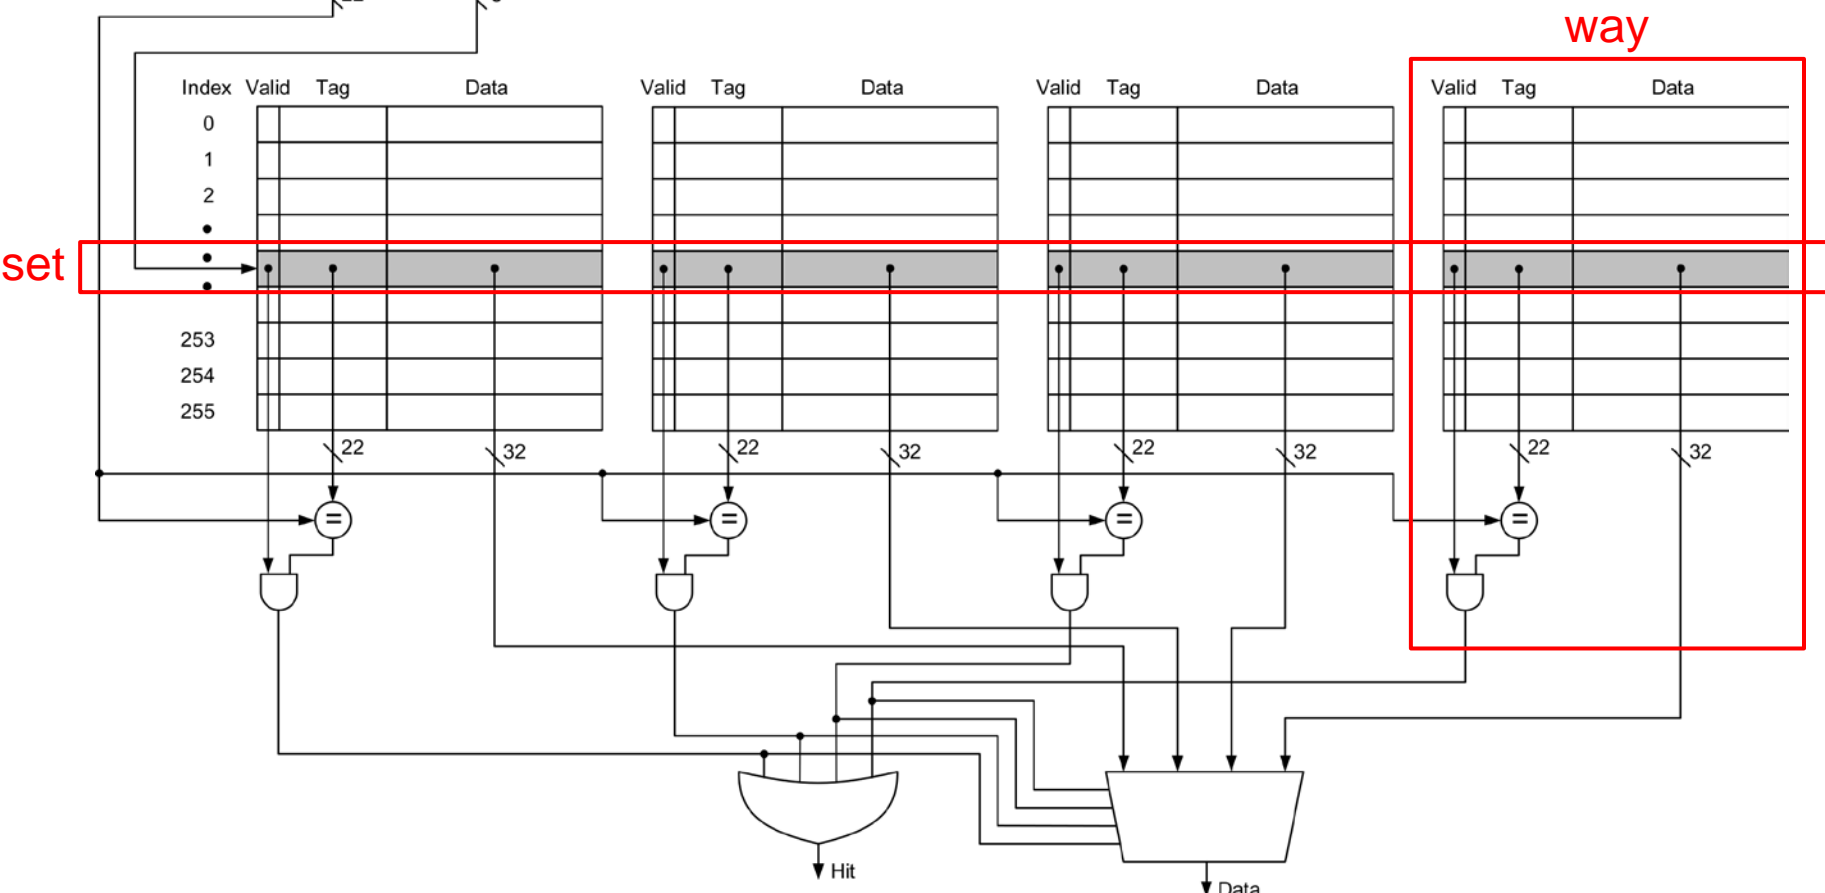 way
Index Valid Tag Data Valid Tag Data Valid Tag Data Valid Tag Data
0
1
2
set
253
254
255
22 32 22 32 22 32 22 32
= = = =
Hit
Data